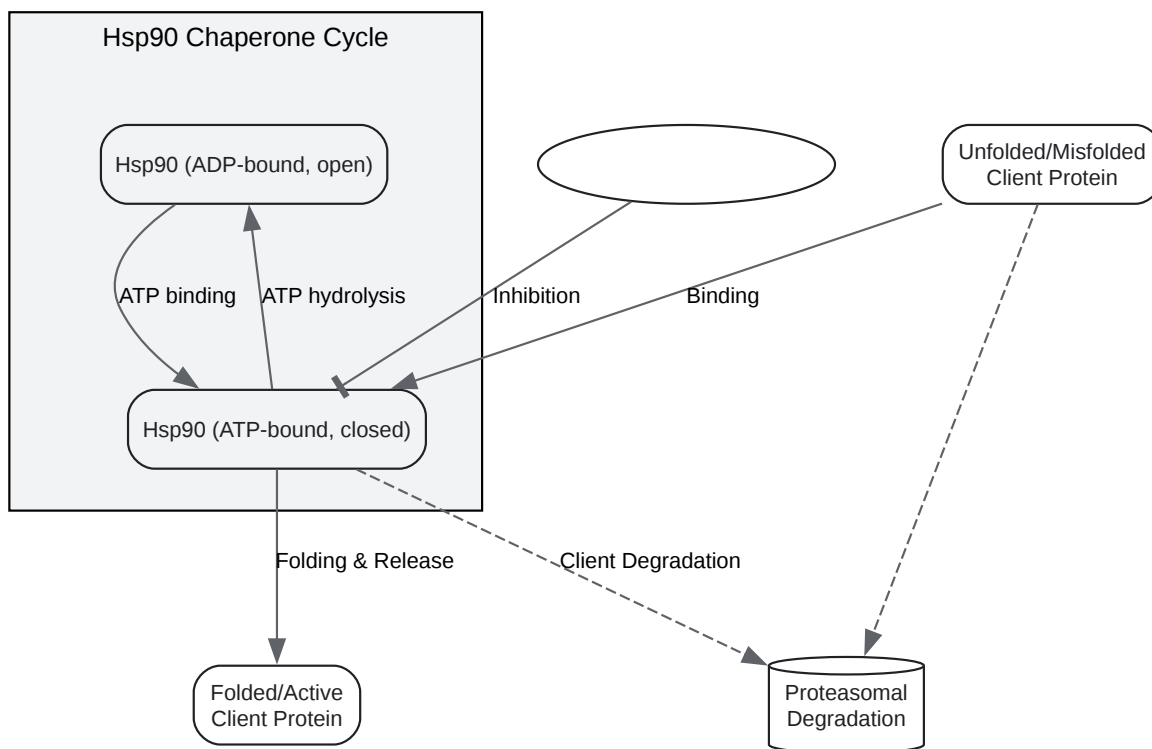 Hsp90 Chaperone Cycle
Hsp90 (ADP-bound, open)
Unfolded/Misfolded
Client Protein
ATP binding
ATP hydrolysis
Inhibition
Binding
Hsp90 (ATP-bound, closed)
Folding & Release
Client Degradation
Folded/Active
Client Protein
Proteasomal
Degradation